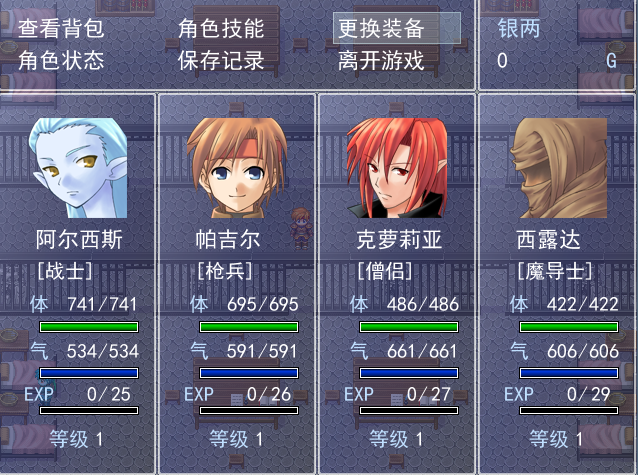 查看背包 角色技能 更换装备 银两
角色状态 保存记录 离开游戏 0 G
阿尔西斯 帕吉尔 克萝莉亚 西露达
[战士] [枪兵] [僧侣] [魔导士]
体 741/741 体 695/695 体 486/486 体 422/422
气 534/534 气 591/591 气 661/661 气 606/606
EXP 0/25 EXP 0/26 EXP 0/27 EXP 0/29
等级 1 等级 1 等级 1 等级 1